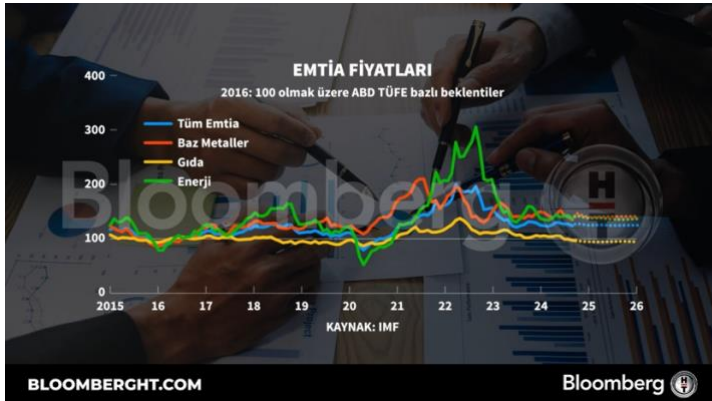 EMTİA FİYATLARI
2016: 100 olmak üzere ABD TÜFE bazlı beklentiler
400
300
200
100
0
Tüm Emtia
Baz Metaller
Gıda
Enerji
Bloomberg
H
T
2015 16 17 18 19 20 21 22 23 24 25 26
KAYNAK: IMF
BLOOMBERGHT.COM
Bloomberg H T